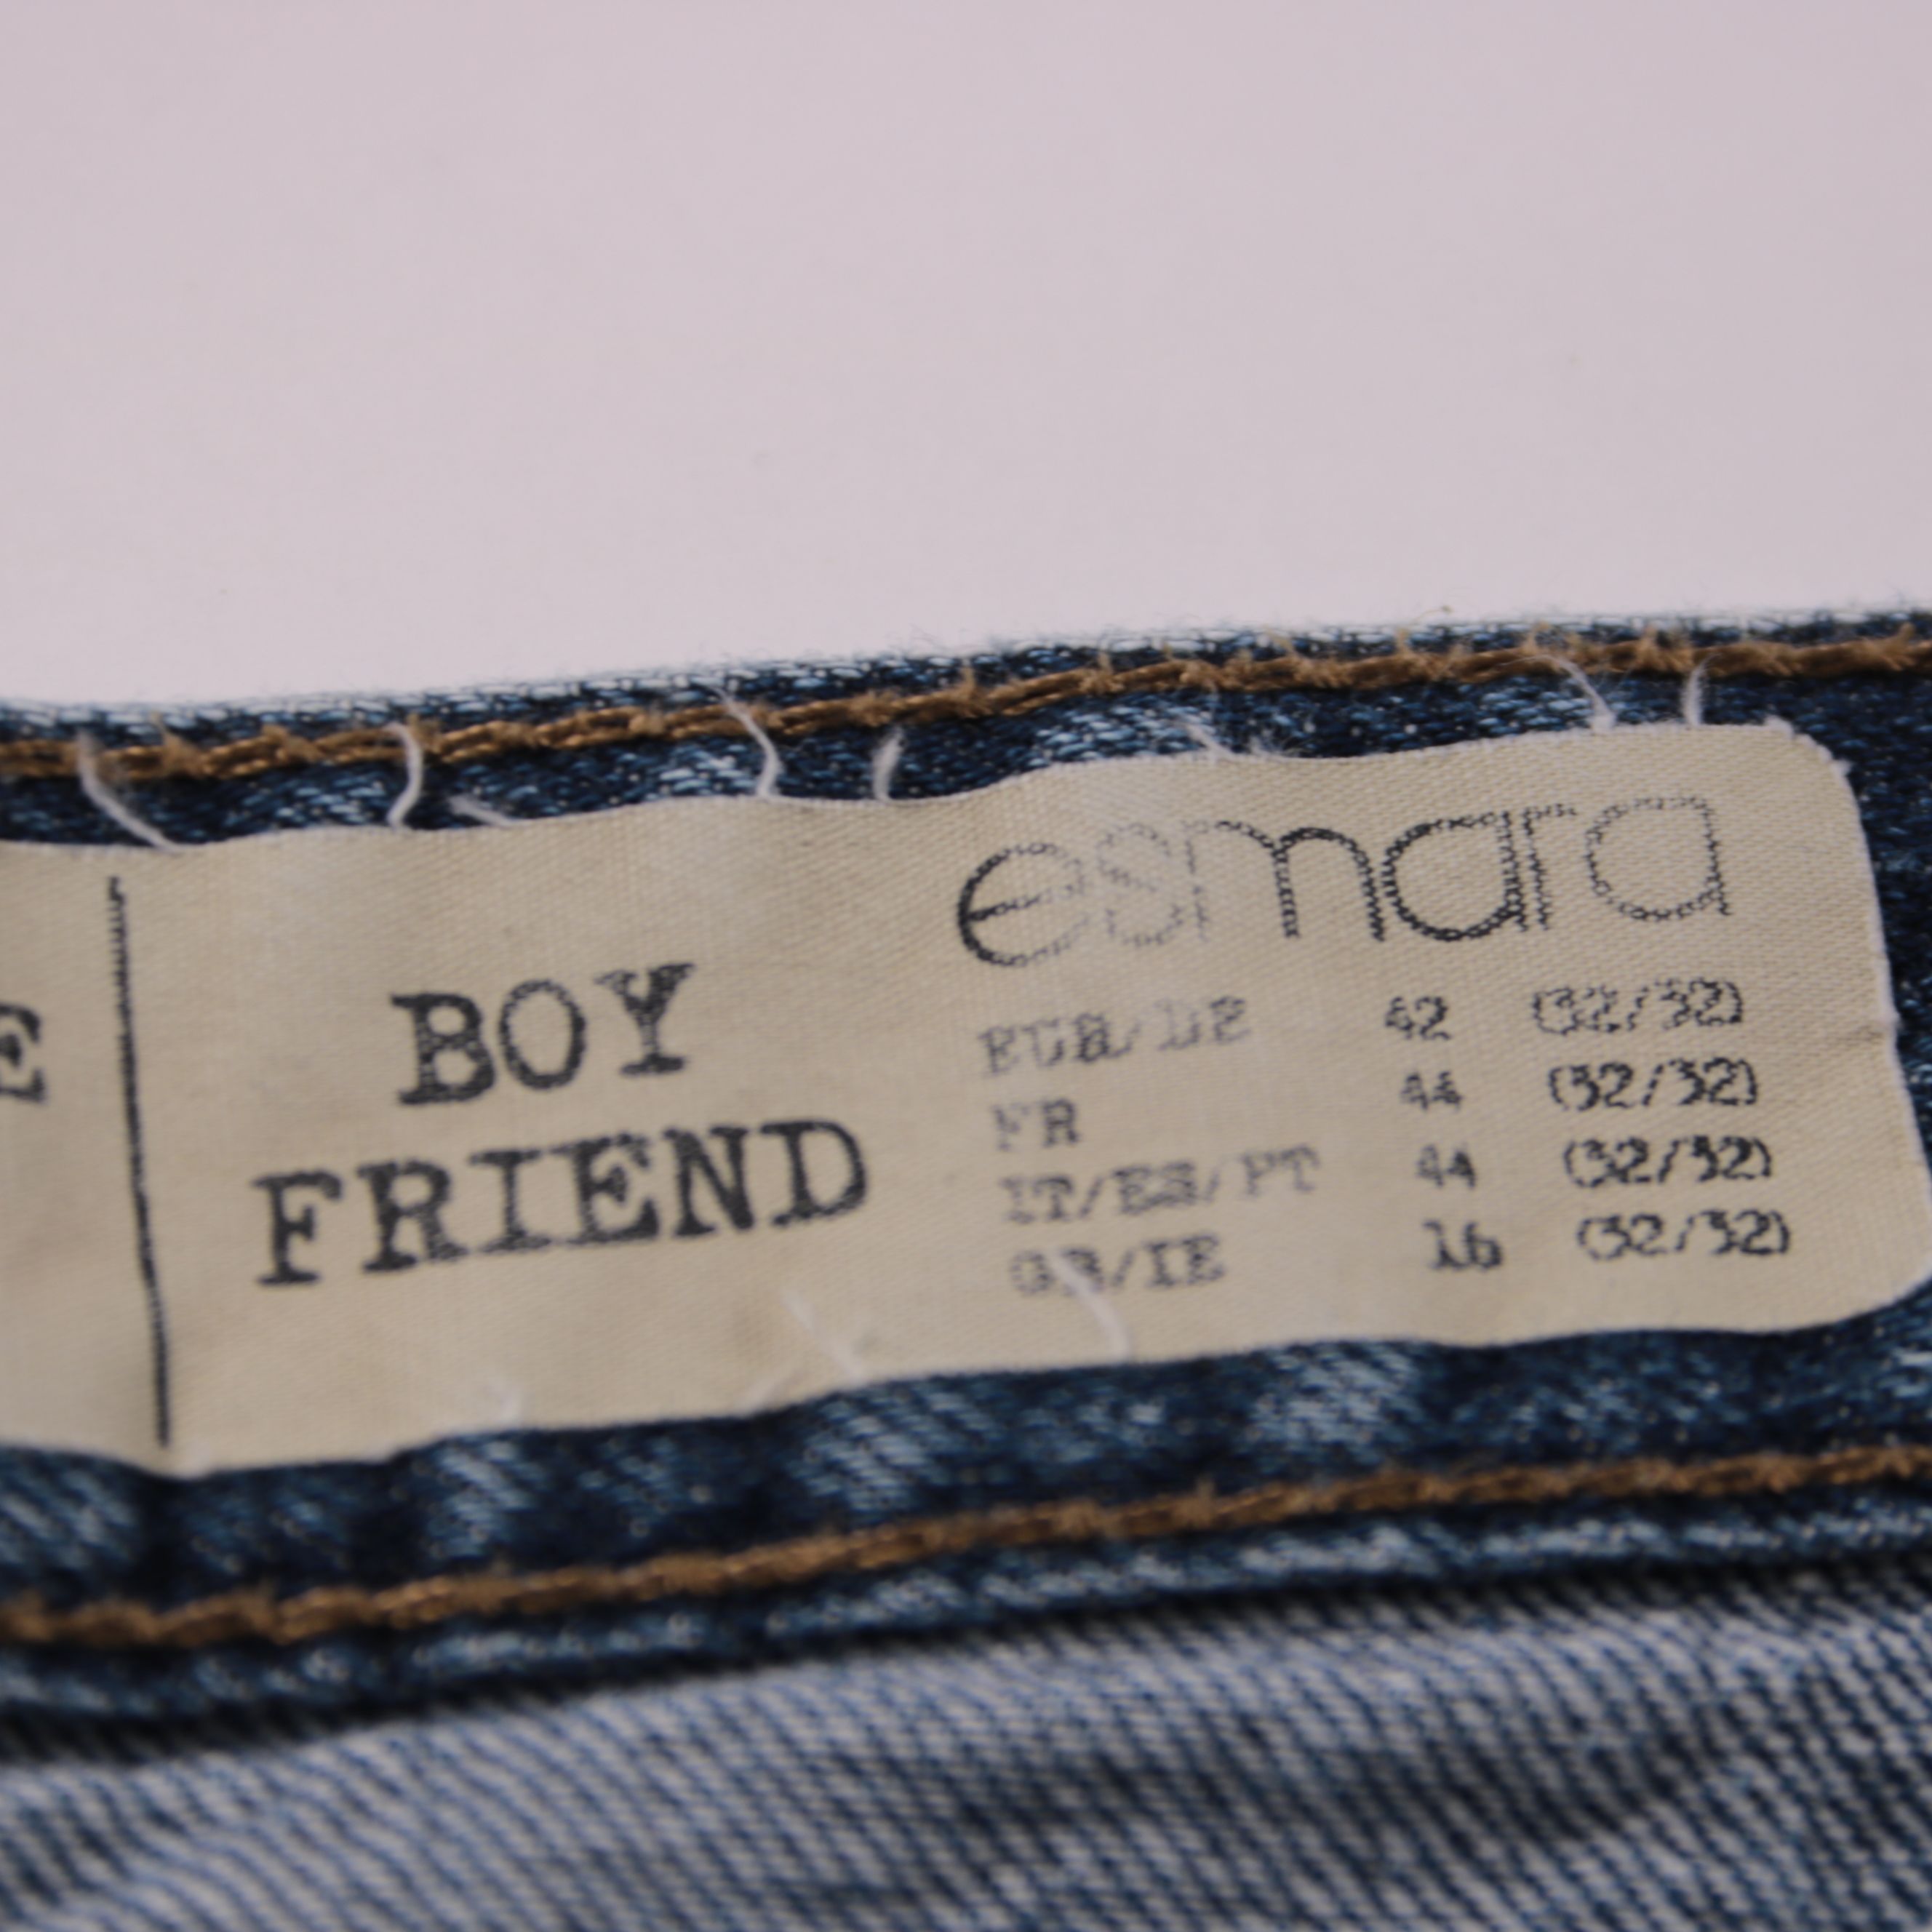 E
BOY
FRIEND
esmara
EUR/DE 42 (32/32)
FR 44 (32/32)
IT/ES/PT 44 (32/32)
GB/IE 16 (32/32)